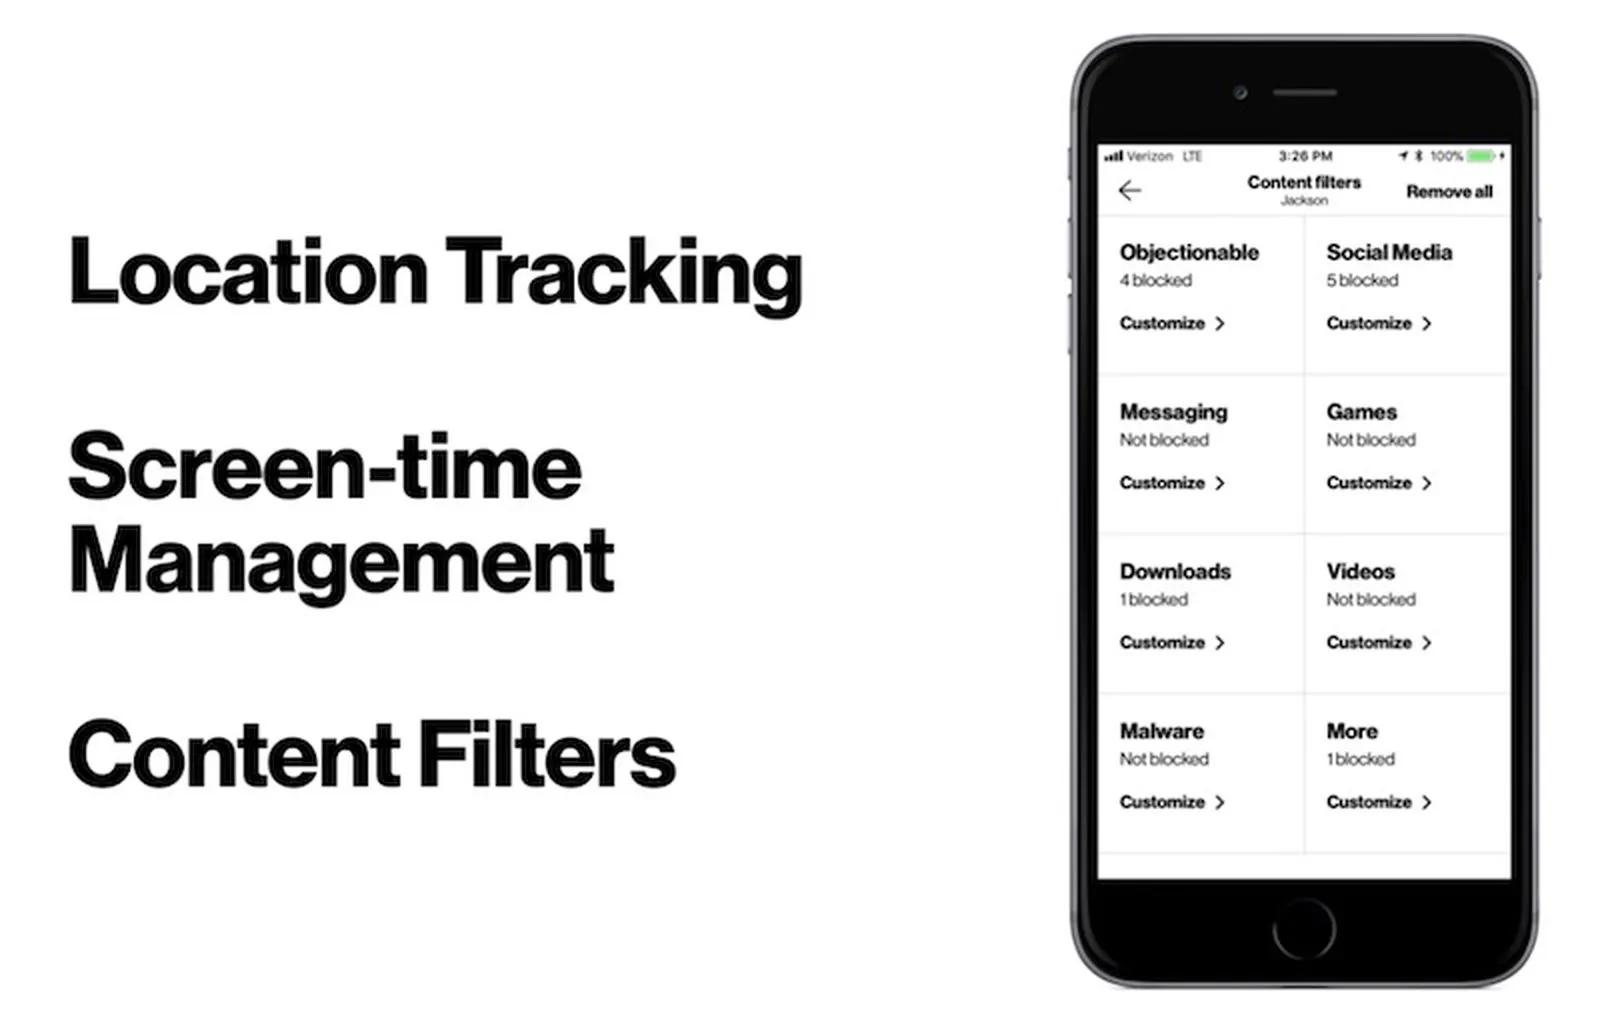 Location Tracking
Screen-time
Management
Content Filters
Verizon LTE 3:26 PM 100%
Content filters
Jackson
Remove all
Objectionable
4 blocked
Customize
Social Media
5 blocked
Customize
Messaging
Not blocked
Customize
Games
Not blocked
Customize
Downloads
1 blocked
Customize
Videos
Not blocked
Customize
Malware
Not blocked
Customize
More
1 blocked
Customize